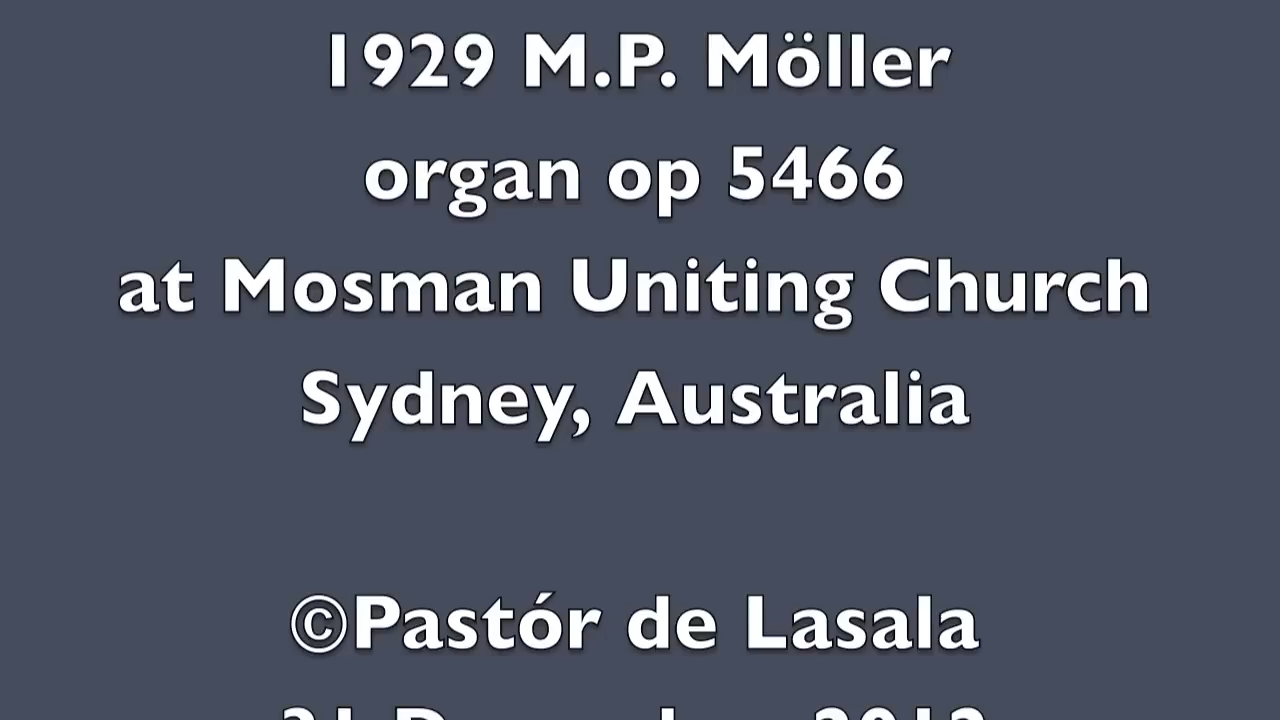 1929 M.P. Möller
organ op 5466
at Mosman Uniting Church
Sydney, Australia
©Pastór de Lasala